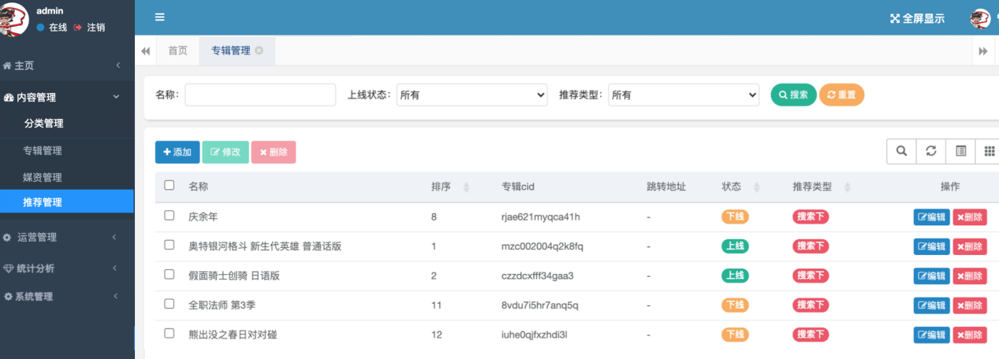 admin
在线 注销
全屏显示
主页
内容管理
分类管理
专辑管理
媒资管理
推荐管理
运营管理
统计分析
系统管理
首页 专辑管理
名称: 上线状态: 所有 推荐类型: 所有 搜索 重置
添加 修改 删除
名称 排序 专辑cid 跳转地址 状态 推荐类型 操作
庆余年 8 rjae621myqca41h - 下线 搜索下 编辑 删除
奥特银河格斗 新生代英雄 普通话版 1 mzc002004q2k8fq - 上线 搜索下 编辑 删除
假面骑士创骑 日语版 2 czzdcxfff34gaa3 - 上线 搜索下 编辑 删除
全职法师 第3季 11 8vdu7i5hr7anq5q - 下线 搜索下 编辑 删除
熊出没之春日对对碰 12 iuhe0qjfxzhdi3l - 下线 搜索下 编辑 删除